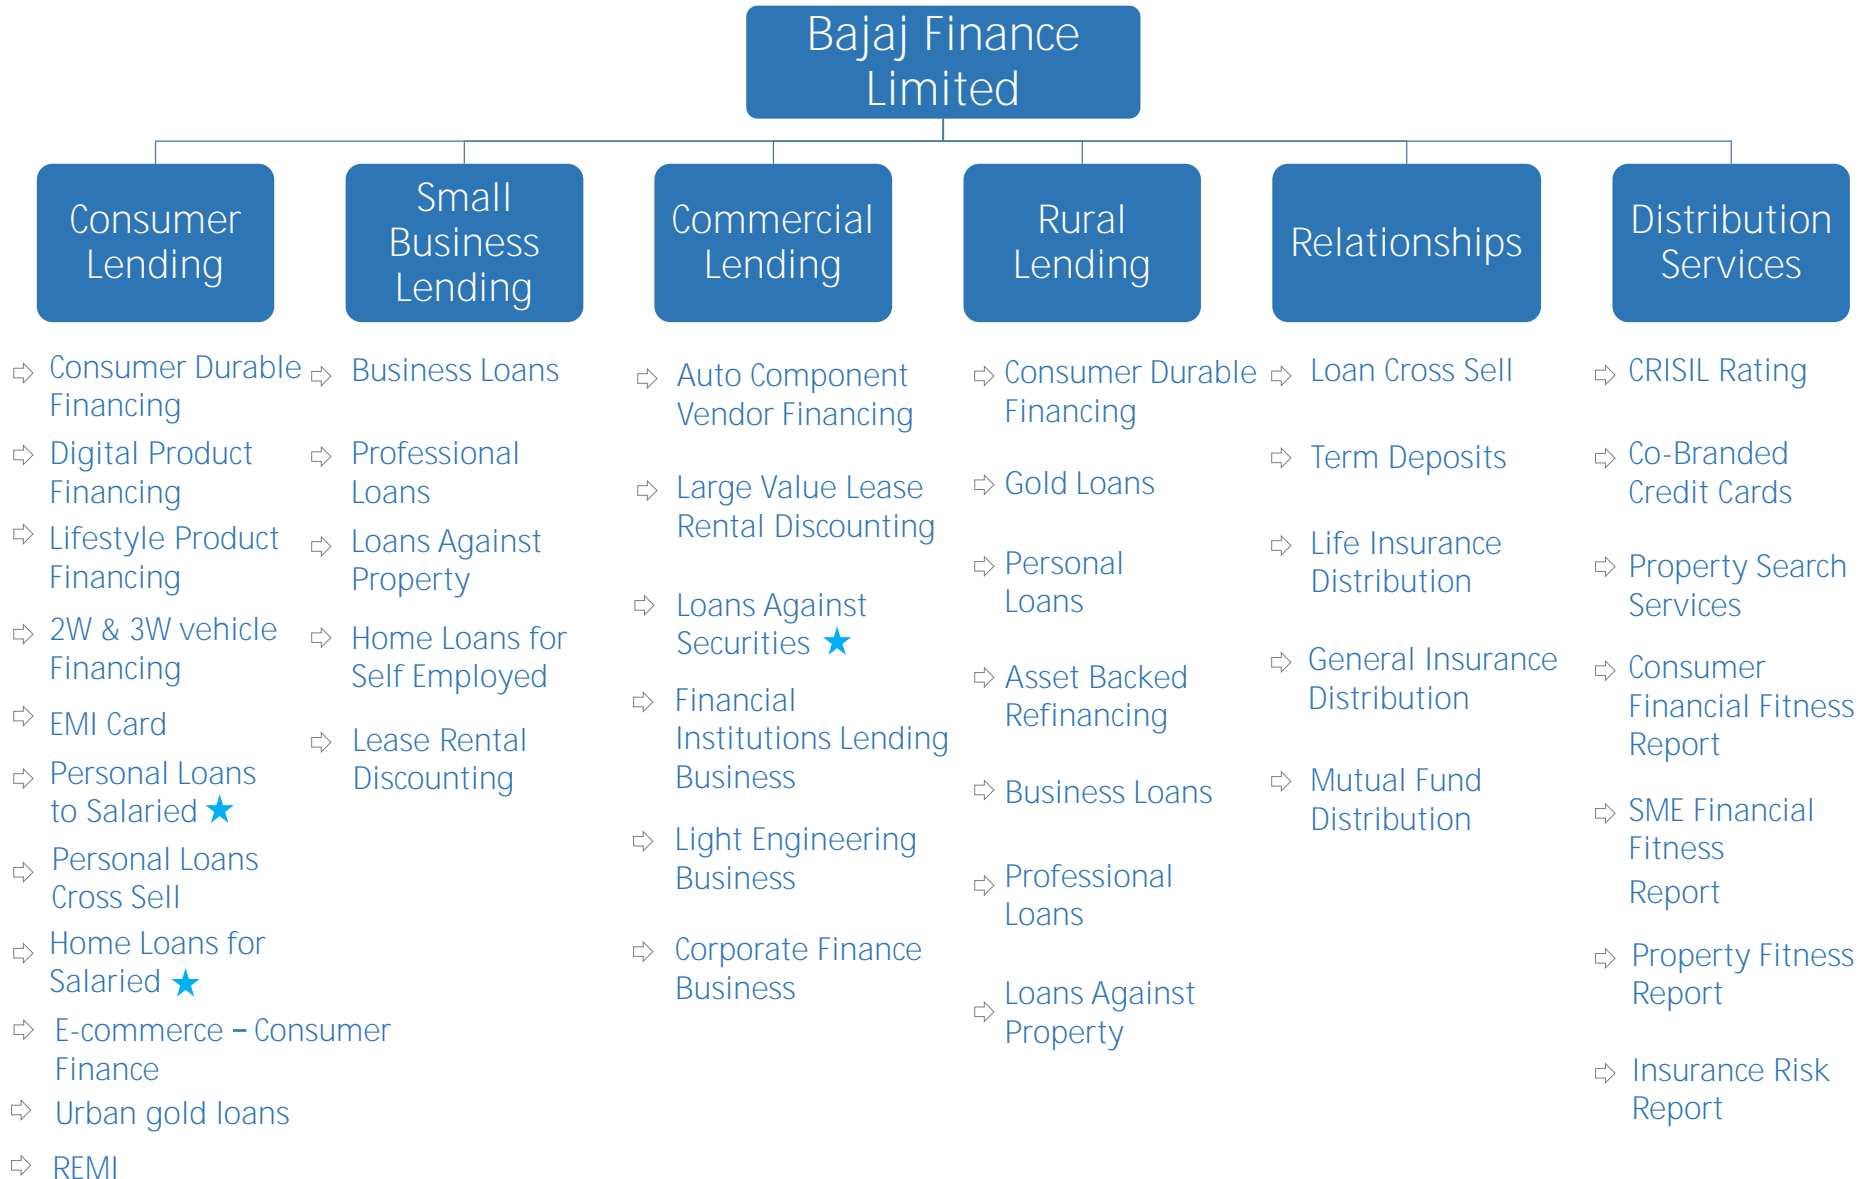 Bajaj Finance
Limited
Consumer
Lending
Small
Business
Lending
Commercial
Lending
Rural
Lending
Relationships
Distribution
Services
Consumer Durable
Financing
Digital Product
Financing
Lifestyle Product
Financing
2W & 3W vehicle
Financing
EMI Card
Personal Loans
to Salaried ★
Personal Loans
Cross Sell
Home Loans for
Salaried ★
E-commerce – Consumer
Finance
Urban gold loans
REMI
Business Loans
Professional
Loans
Loans Against
Property
Home Loans for
Self Employed
Lease Rental
Discounting
Auto Component
Vendor Financing
Large Value Lease
Rental Discounting
Loans Against
Securities ★
Financial
Institutions Lending
Business
Light Engineering
Business
Corporate Finance
Business
Consumer Durable
Financing
Gold Loans
Personal
Loans
Asset Backed
Refinancing
Business Loans
Professional
Loans
Loans Against
Property
Loan Cross Sell
Term Deposits
Life Insurance
Distribution
General Insurance
Distribution
Mutual Fund
Distribution
CRISIL Rating
Co-Branded
Credit Cards
Property Search
Services
Consumer
Financial Fitness
Report
SME Financial
Fitness
Report
Property Fitness
Report
Insurance Risk
Report